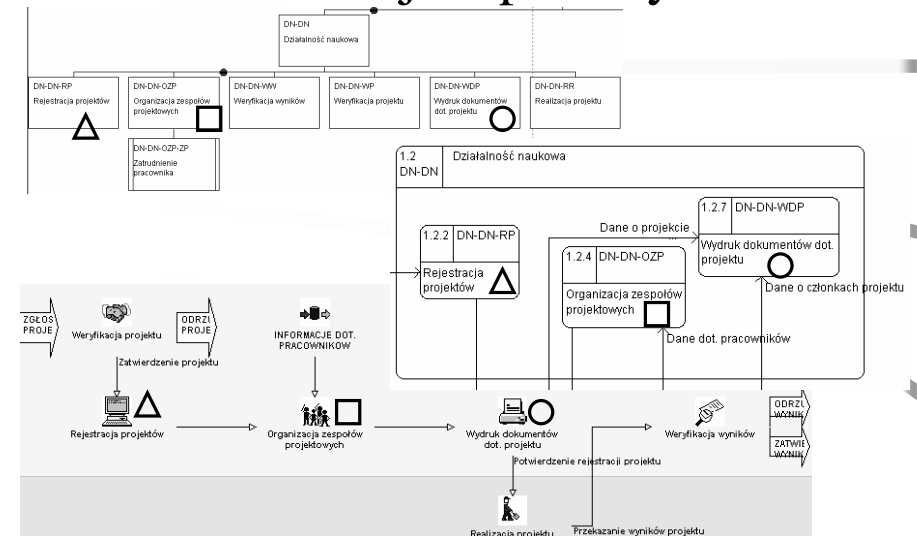 DN-DN
Działalność naukowa
DN-DN-RP
Rejestracja projektów
DN-DN-OZP
Organizacja zespołów
projektowych
DN-DN-WW
Weryfikacja wyników
DN-DN-WP
Weryfikacja projektu
DN-DN-WDP
Wydruk dokumentów
dot. projektu
DN-DN-RR
Realizacja projektu
DN-DN-OZP-ZP
Zatrudnienie
pracownika
1.2
DN-DN
Działalność naukowa
1.2.2 DN-DN-RP
Rejestracja
projektów
Dane o projekcie
...
1.2.4 DN-DN-OZP
Organizacja zespołów
projektowych
1.2.7 DN-DN-WDP
Wydruk dokumentów dot.
projektu
Dane o członkach projektu
Dane dot. pracowników
ZGŁOS
PROJE
Weryfikacja projektu
ODRZU
PROJE
INFORMACJE DOT.
PRACOWNIKOW
Zatwierdzenie projektu
Rejestracja projektów
Organizacja zespołów
projektowych
Wydruk dokumentów
dot. projektu
Weryfikacja wyników
ODRZU
WYNIK
ZATWIE
WYNIK
Potwierdzenie rejestracji projektu
Realizacja projektu
Przekazanie wyników projektu